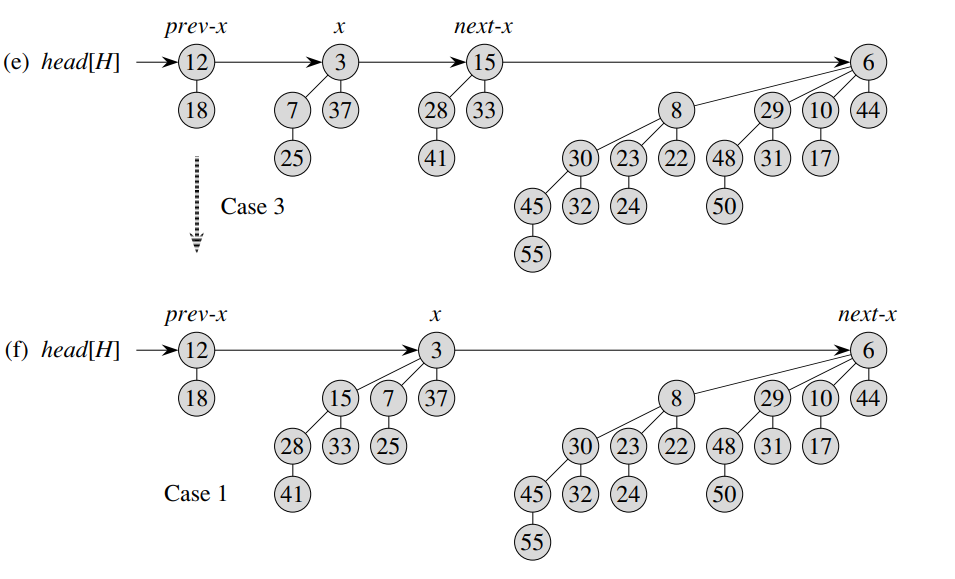 prev-x x next-x
(e) head[H] 12 3 15 6
18 7 37 28 33 8 29 10 44
25 41 30 23 22 48 31 17
Case 3 45 32 24 50
55
prev-x x next-x
(f) head[H] 12 3 6
18 15 7 37 8 29 10 44
28 33 25 30 23 22 48 31 17
Case 1 41 45 32 24 50
55